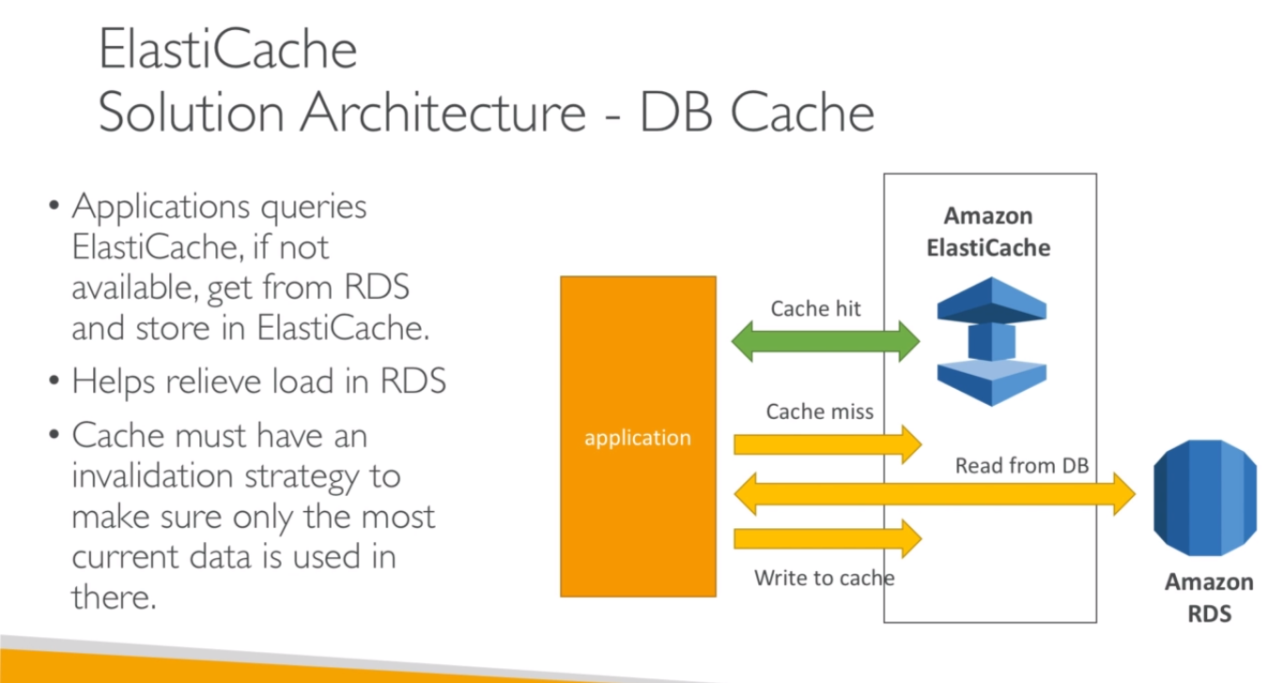 ElastiCache
Solution Architecture - DB Cache
• Applications queries
ElastiCache, if not
available, get from RDS
and store in ElastiCache.
• Helps relieve load in RDS
• Cache must have an
invalidation strategy to
make sure only the most
current data is used in
there.
application
Cache hit
Cache miss
Read from DB
Write to cache
Amazon
ElastiCache
Amazon
RDS